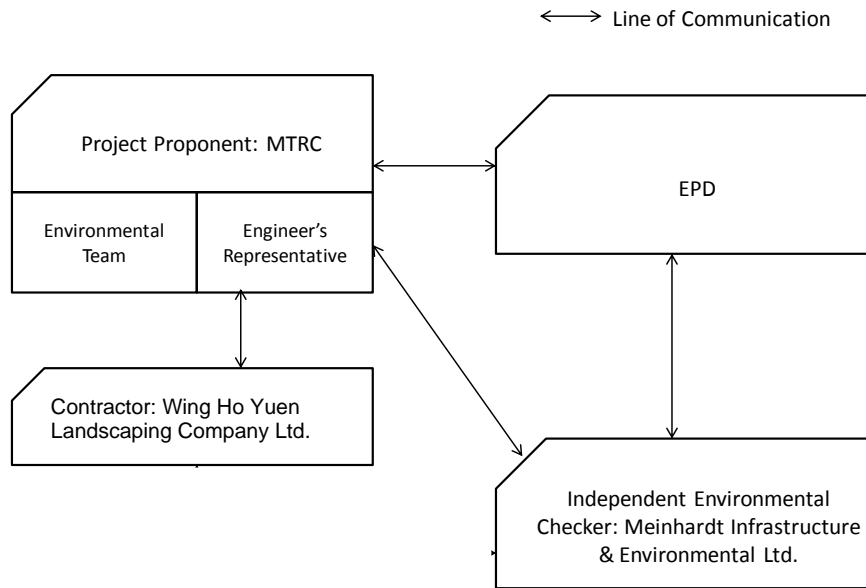 Line of Communication
Project Proponent: MTRC
EPD
Environmental
Team
Engineer's
Representative
Contractor: Wing Ho Yuen
Landscaping Company Ltd.
Independent Environmental
Checker: Meinhardt Infrastructure
& Environmental Ltd.